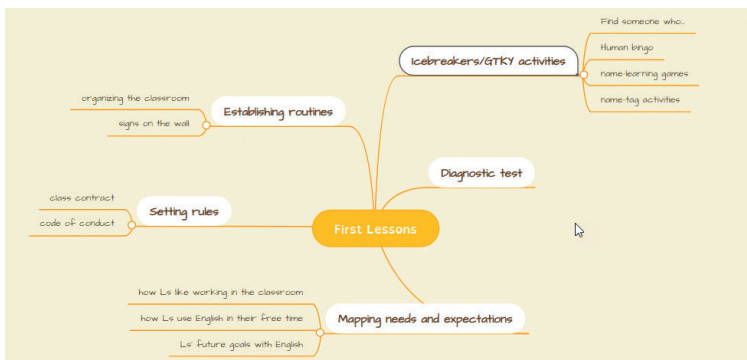 First Lessons
Icebreakers/GTKY activities
Find someone who...
Human bingo
name-learning games
name-tag activities
Diagnostic test
Mapping needs and expectations
how Ls like working in the classroom
how Ls use English in their free time
Ls' future goals with English
Setting rules
class contract
code of conduct
Establishing routines
organizing the classroom
signs on the wall